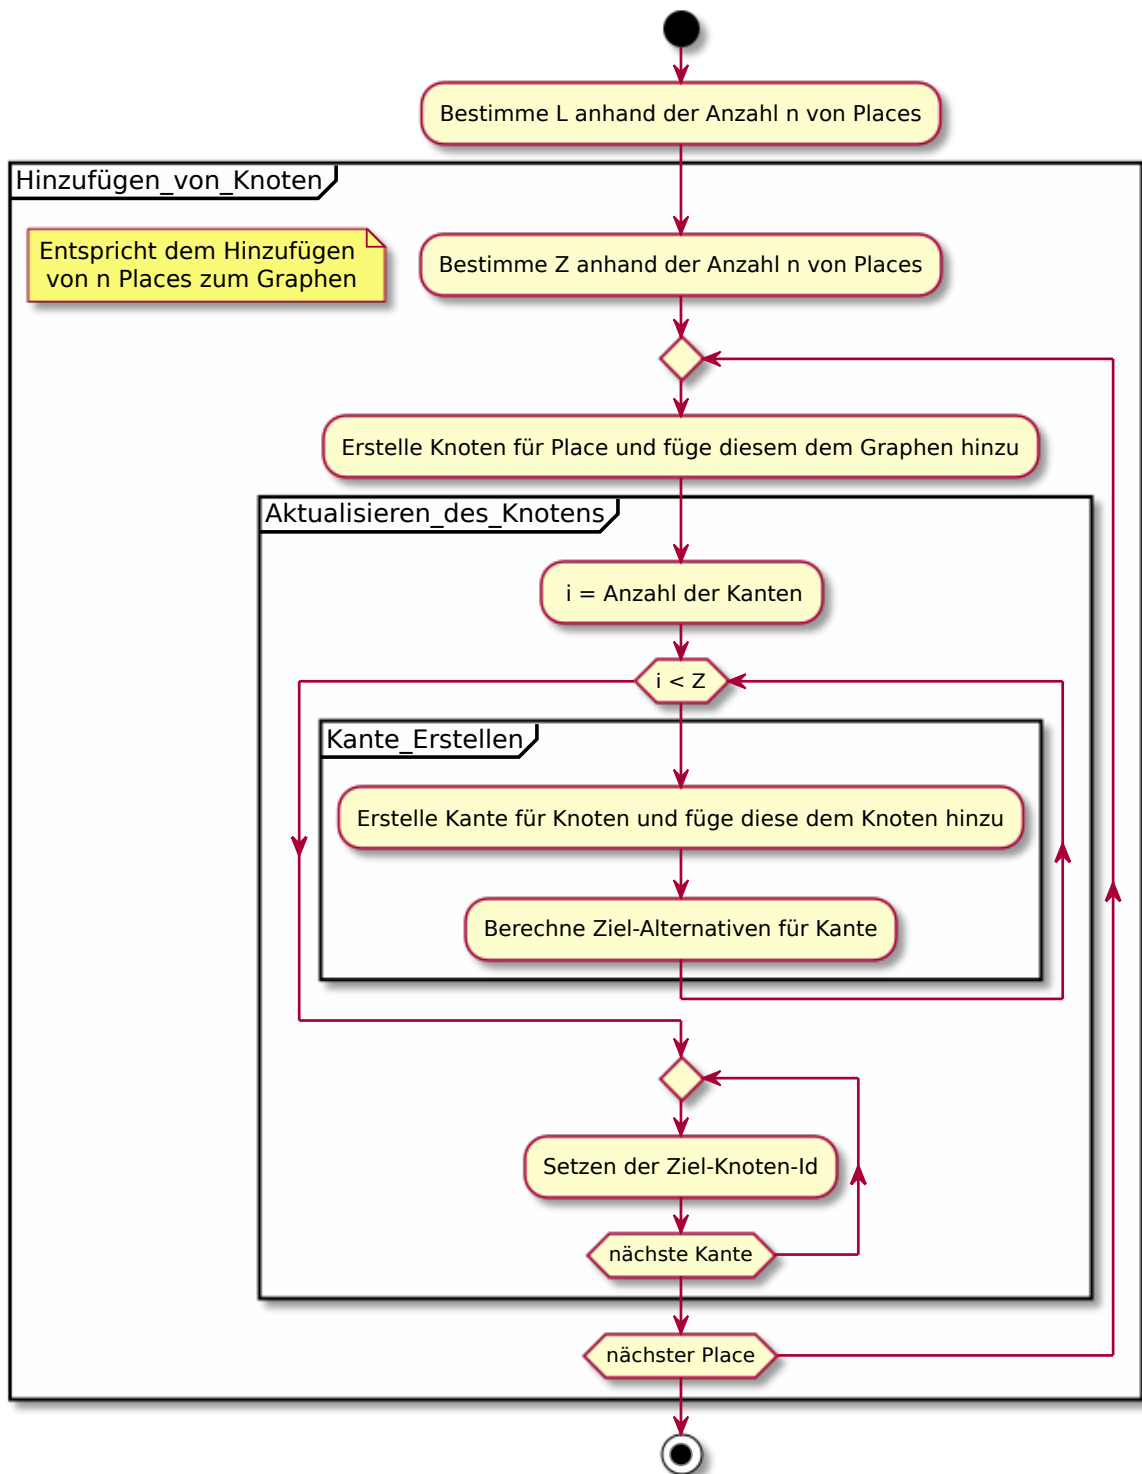 Bestimme L anhand der Anzahl n von Places
Hinzufügen_von_Knoten
Entspricht dem Hinzufügen
von n Places zum Graphen
Bestimme Z anhand der Anzahl n von Places
Erstelle Knoten für Place und füge diesem dem Graphen hinzu
Aktualisieren_des_Knotens
i = Anzahl der Kanten
i < Z
Kante_Erstellen
Erstelle Kante für Knoten und füge diese dem Knoten hinzu
Berechne Ziel-Alternativen für Kante
Setzen der Ziel-Knoten-Id
nächste Kante
nächster Place